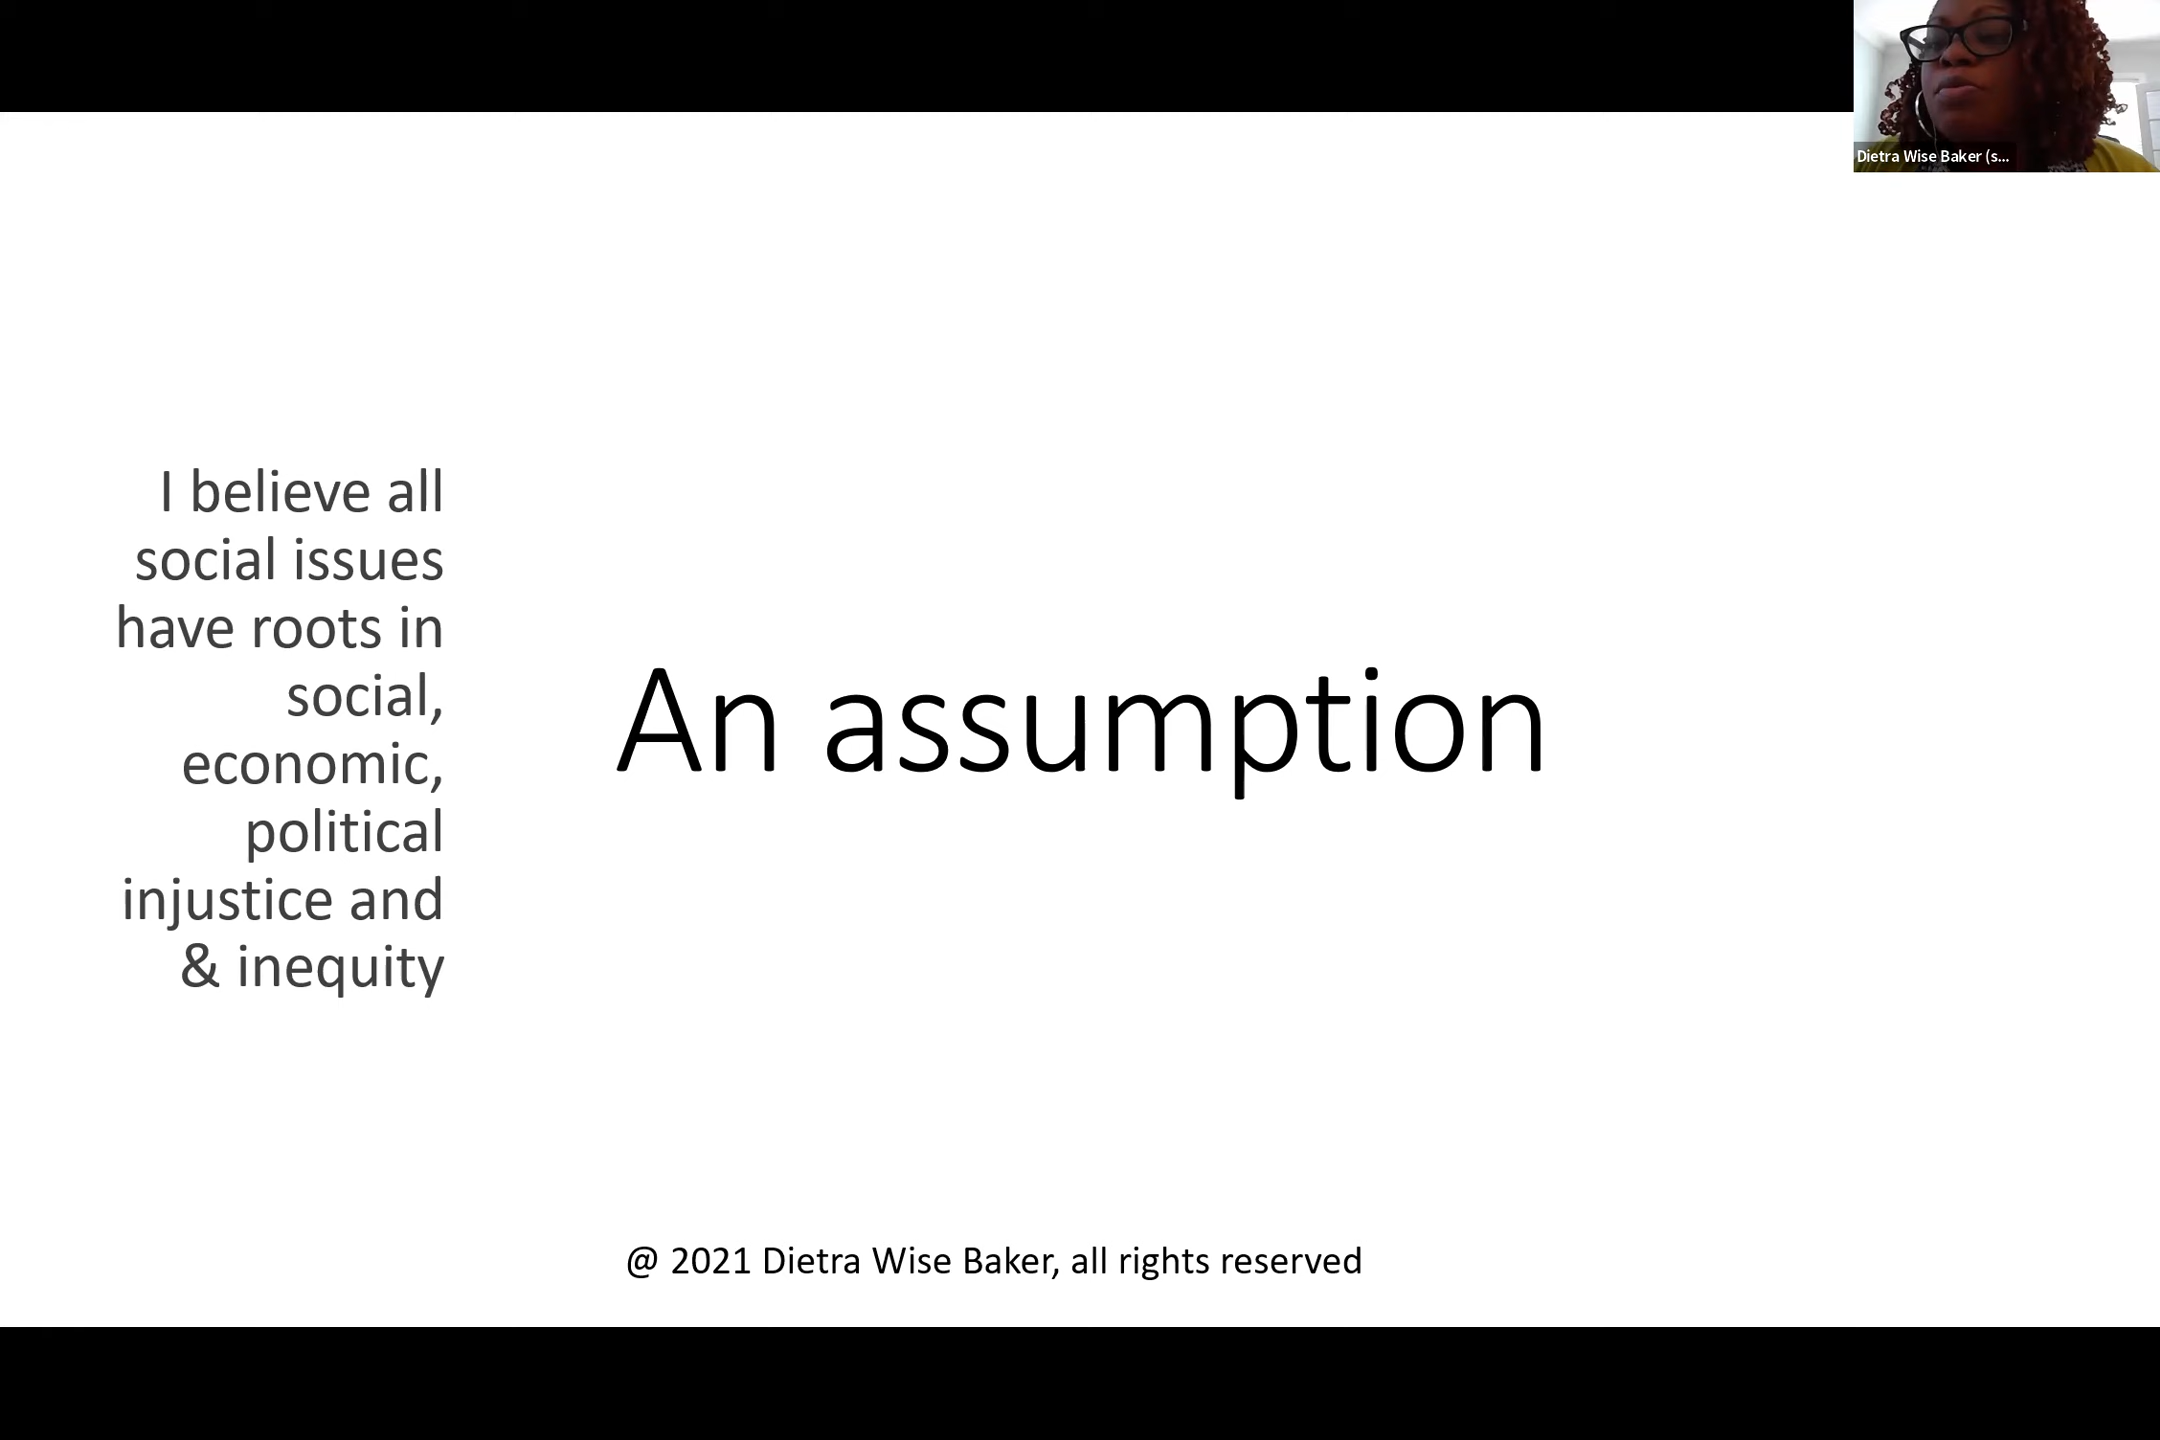 Dietra Wise Baker (s...
I believe all
social issues
have roots in
social,
economic,
political
injustice and
& inequity
An assumption
@ 2021 Dietra Wise Baker, all rights reserved